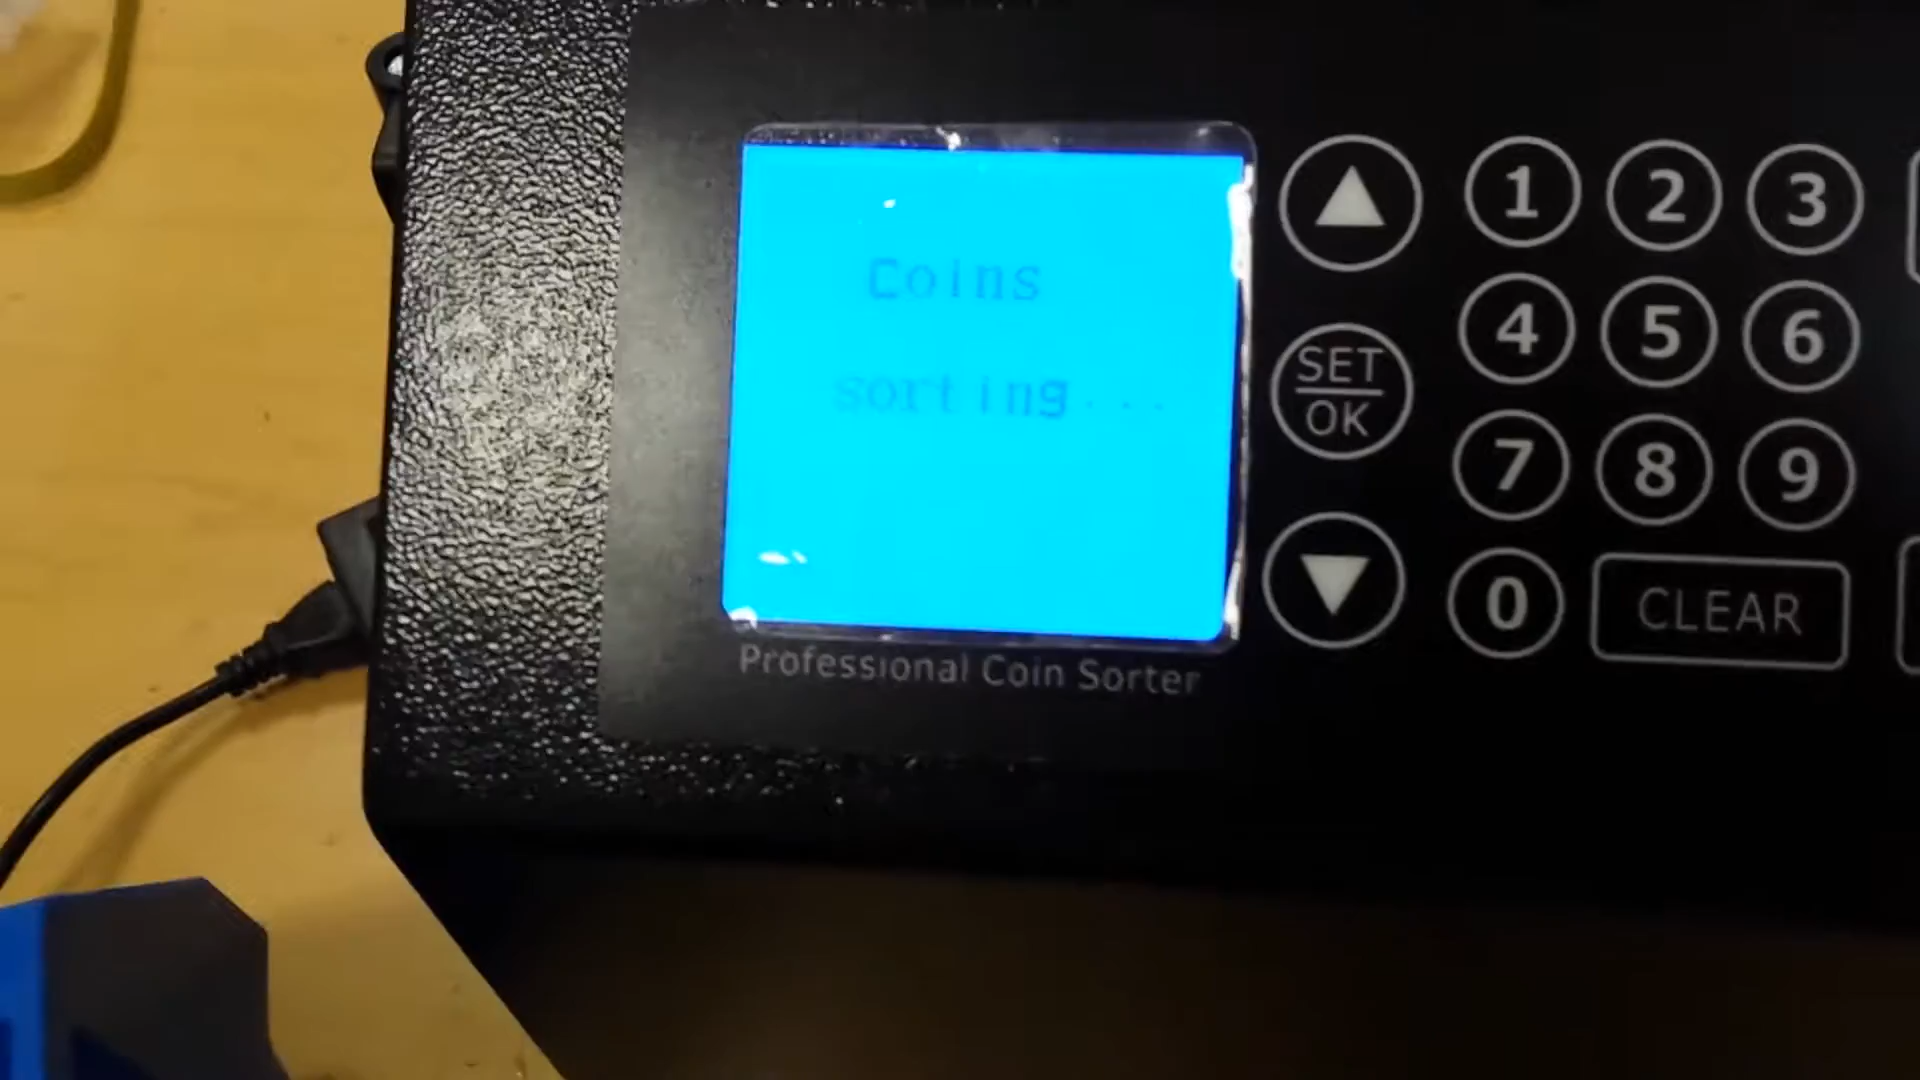 Coins
sorting...
Professional Coin Sorter
1 2 3
SET
OK
4 5 6
7 8 9
0 CLEAR